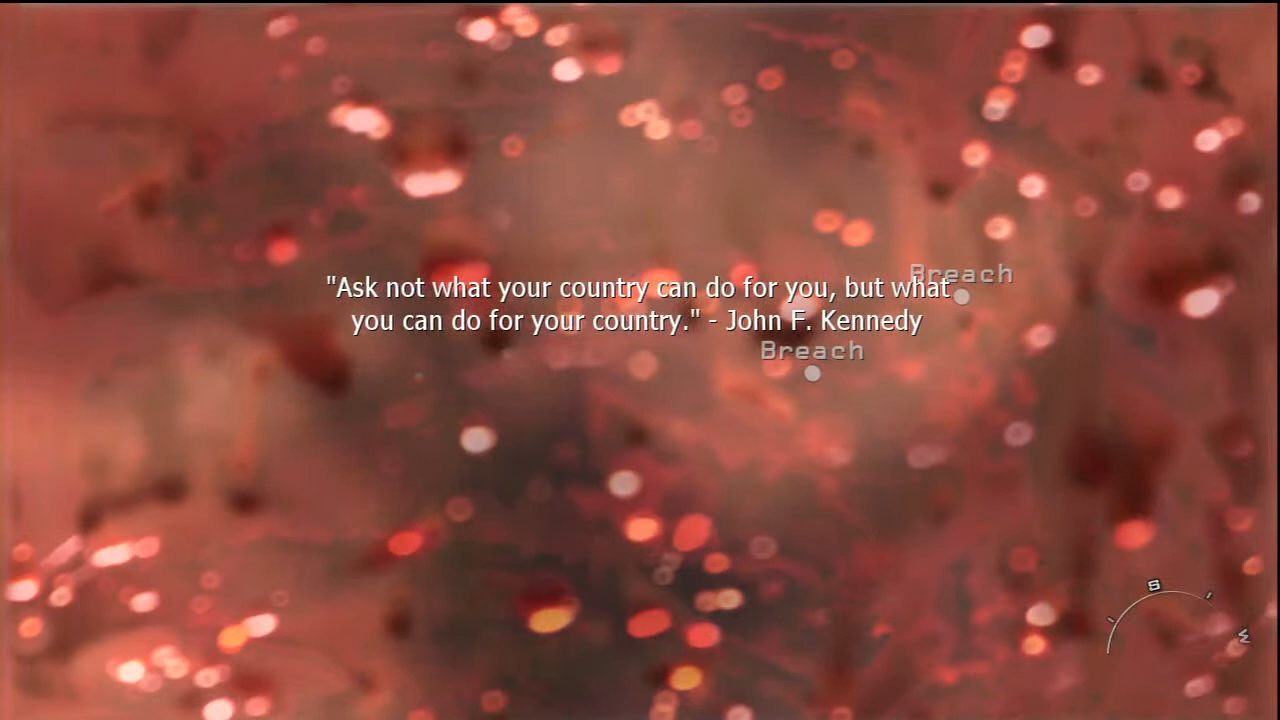 Breach
"Ask not what your country can do for you, but what
you can do for your country." - John F. Kennedy
Breach
S
W